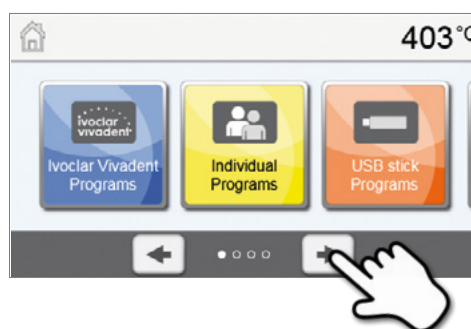 403°C
ivoclar
vivadent
Ivoclar Vivadent
Programs
Individual
Programs
USB stick
Programs